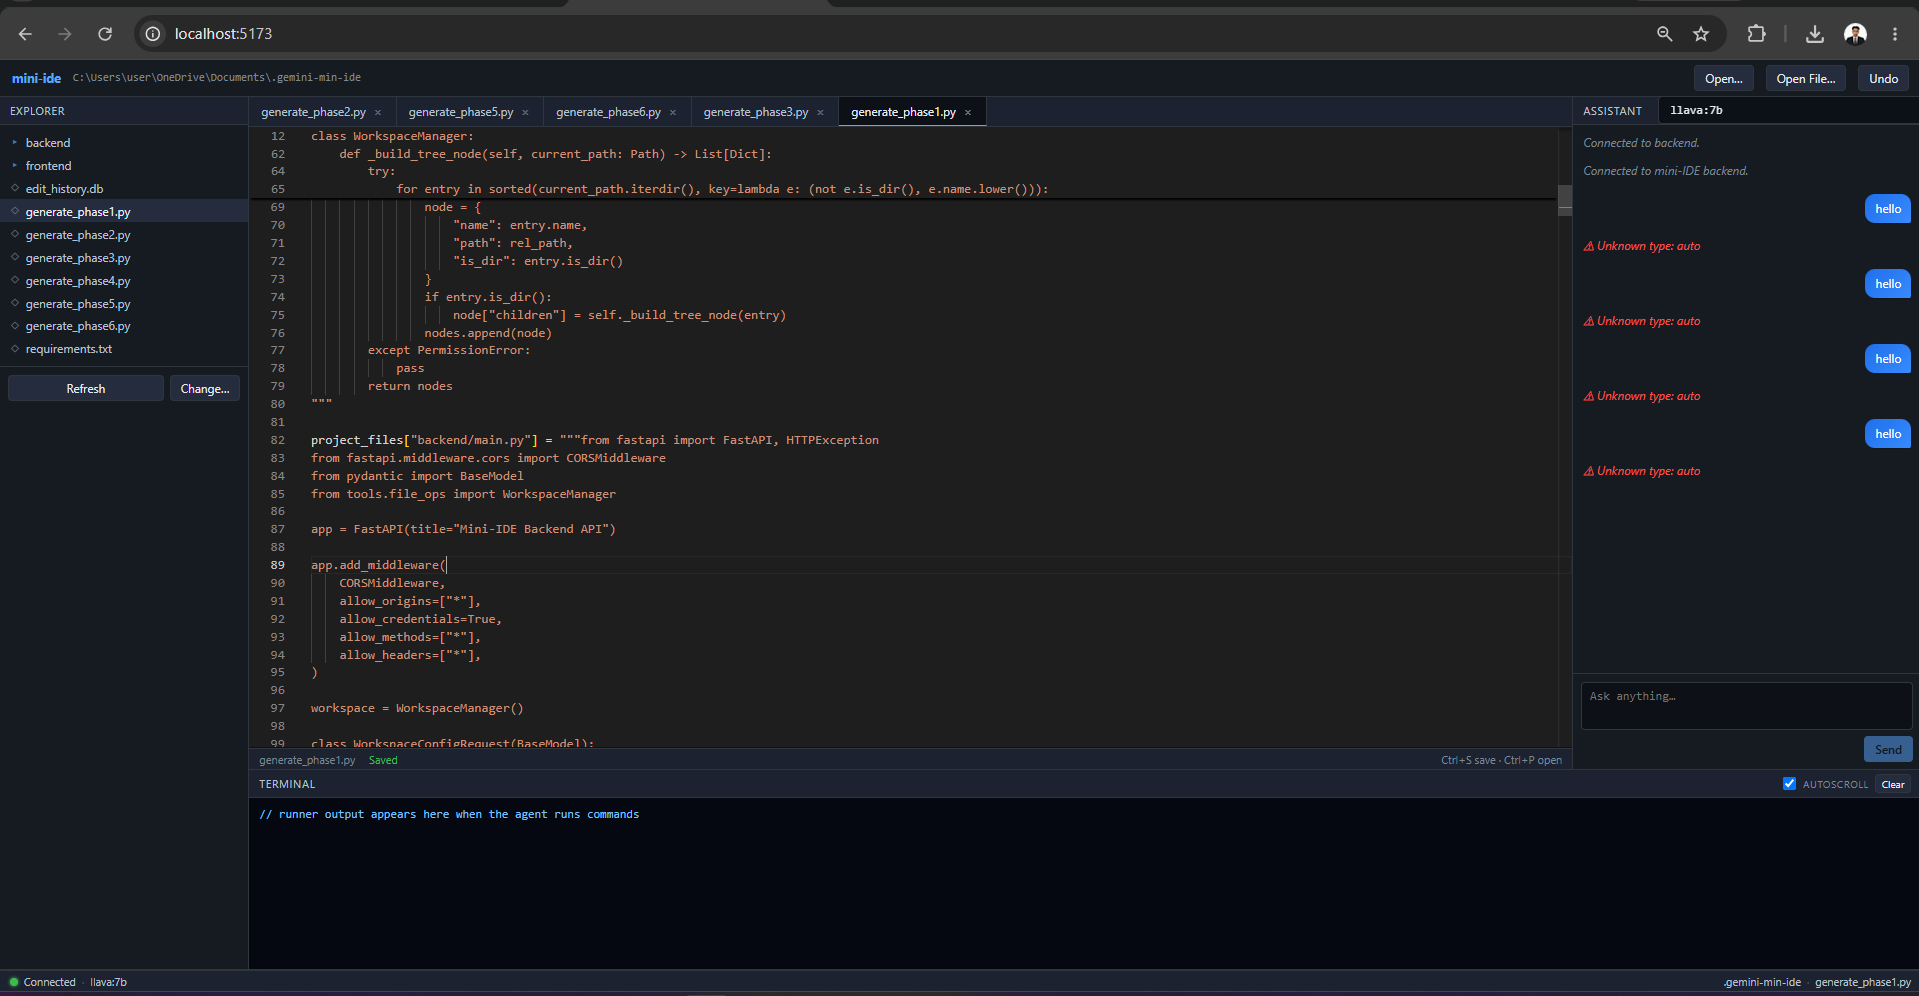 localhost:5173
mini-ide C:\Users\user\OneDrive\Documents\.gemini-min-ide
Open... Open File... Undo
EXPLORER
backend
frontend
edit_history.db
generate_phase1.py
generate_phase2.py
generate_phase3.py
generate_phase4.py
generate_phase5.py
generate_phase6.py
requirements.txt
Refresh Change...
generate_phase2.py × generate_phase5.py × generate_phase6.py × generate_phase3.py × generate_phase1.py ×
12 class WorkspaceManager:
62     def _build_tree_node(self, current_path: Path) -> List[Dict]:
64         try:
65             for entry in sorted(current_path.iterdir(), key=lambda e: (not e.is_dir(), e.name.lower())):
69                 node = {
70                     "name": entry.name,
71                     "path": rel_path,
72                     "is_dir": entry.is_dir()
73                 }
74                 if entry.is_dir():
75                     node["children"] = self._build_tree_node(entry)
76                 nodes.append(node)
77         except PermissionError:
78             pass
79         return nodes
80 """
81
82 project_files["backend/main.py"] = """from fastapi import FastAPI, HTTPException
83 from fastapi.middleware.cors import CORSMiddleware
84 from pydantic import BaseModel
85 from tools.file_ops import WorkspaceManager
86
87 app = FastAPI(title="Mini-IDE Backend API")
88
89 app.add_middleware(
90     CORSMiddleware,
91     allow_origins=["*"],
92     allow_credentials=True,
93     allow_methods=["*"],
94     allow_headers=["*"],
95 )
96
97 workspace = WorkspaceManager()
98
99 class WorkspaceConfigRequest(BaseModel):
generate_phase1.py Saved Ctrl+S save · Ctrl+P open
TERMINAL AUTOSCROLL Clear
// runner output appears here when the agent runs commands
ASSISTANT llava:7b
Connected to backend.
Connected to mini-IDE backend.
hello
⚠ Unknown type: auto
hello
⚠ Unknown type: auto
hello
⚠ Unknown type: auto
hello
⚠ Unknown type: auto
Ask anything…
Send
Connected · llava:7b .gemini-min-ide · generate_phase1.py